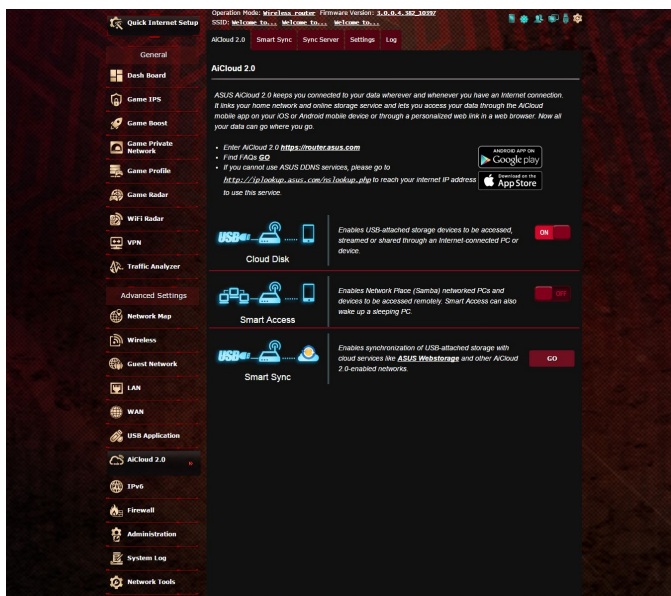 Quick Internet Setup
General
Dash Board
Game IPS
Game Boost
Game Private
Network
Game Profile
Game Radar
WiFi Radar
VPN
Traffic Analyzer
Advanced Settings
Network Map
Wireless
Guest Network
LAN
WAN
USB Application
AiCloud 2.0
IPv6
Firewall
Administration
System Log
Network Tools
Operation Mode: Wireless router Firmware Version: 3.0.0.4.382_10397
SSID: Welcome to... Welcome to... Welcome to...
AiCloud 2.0 Smart Sync Sync Server Settings Log
AiCloud 2.0
ASUS AiCloud 2.0 keeps you connected to your data wherever and whenever you have an Internet connection.
It links your home network and online storage service and lets you access your data through the AiCloud
mobile app on your iOS or Android mobile device or through a personalized web link in a web browser. Now all
your data can go where you go.
Enter AiCloud 2.0 https://router.asus.com
Find FAQs GO
If you cannot use ASUS DDNS services, please go to
http://iplookup.asus.com/nslookup.php to reach your internet IP address
to use this service.
ANDROID APP ON
Google play
Download on the
App Store
USB
Cloud Disk
Enables USB-attached storage devices to be accessed,
streamed or shared through an Internet-connected PC or
device.
ON
Smart Access
Enables Network Place (Samba) networked PCs and
devices to be accessed remotely. Smart Access can also
wake up a sleeping PC.
OFF
USB
Smart Sync
Enables synchronization of USB-attached storage with
cloud services like ASUS Webstorage and other AiCloud
2.0-enabled networks.
GO